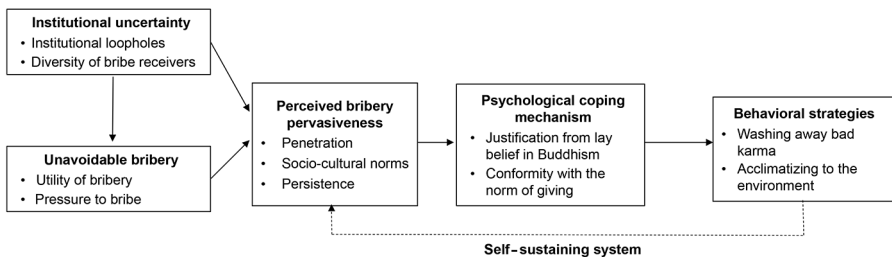 Institutional uncertainty
• Institutional loopholes
• Diversity of bribe receivers
Unavoidable bribery
• Utility of bribery
• Pressure to bribe
Perceived bribery
pervasiveness
• Penetration
• Socio-cultural norms
• Persistence
Psychological coping
mechanism
• Justification from lay
belief in Buddhism
• Conformity with the
norm of giving
Behavioral strategies
• Washing away bad
karma
• Acclimatizing to the
environment
Self-sustaining system